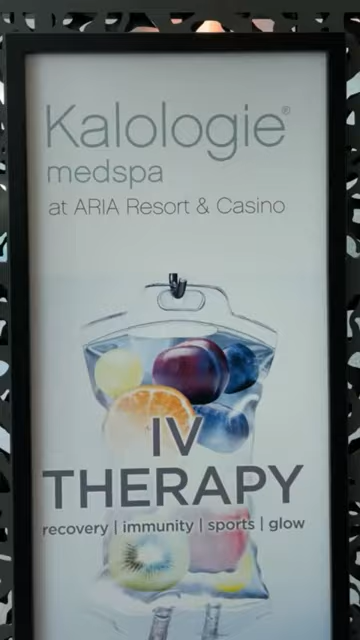 Kalologie®
medspa
at ARIA Resort & Casino
IV
THERAPY
recovery | immunity | sports | glow